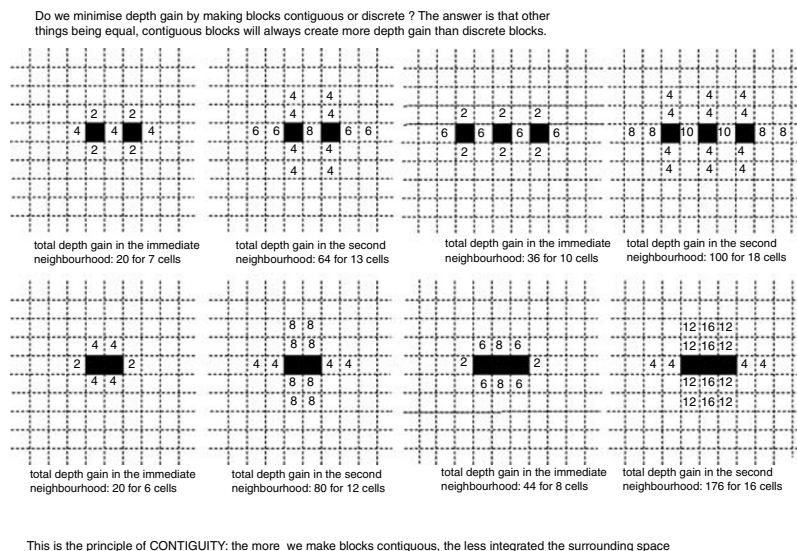 Do we minimise depth gain by making blocks contiguous or discrete ? The answer is that other
things being equal, contiguous blocks will always create more depth gain than discrete blocks.
2 2
4 4 4
2 2
total depth gain in the immediate
neighbourhood: 20 for 7 cells
4 4
4 4
6 6 8 6 6
4 4
4 4
total depth gain in the second
neighbourhood: 64 for 13 cells
2 2 2
6 6 6 6
2 2 2
total depth gain in the immediate
neighbourhood: 36 for 10 cells
4 4 4
4 4 4
8 8 10 10 8 8
4 4 4
4 4 4
total depth gain in the second
neighbourhood: 100 for 18 cells
4 4
2 2
4 4
total depth gain in the immediate
neighbourhood: 20 for 6 cells
8 8
8 8
4 4 4 4
8 8
8 8
total depth gain in the second
neighbourhood: 80 for 12 cells
6 8 6
2 2
6 8 6
total depth gain in the immediate
neighbourhood: 44 for 8 cells
12 16 12
12 16 12
4 4 4 4
12 16 12
12 16 12
total depth gain in the second
neighbourhood: 176 for 16 cells
This is the principle of CONTIGUITY: the more we make blocks contiguous, the less integrated the surrounding space